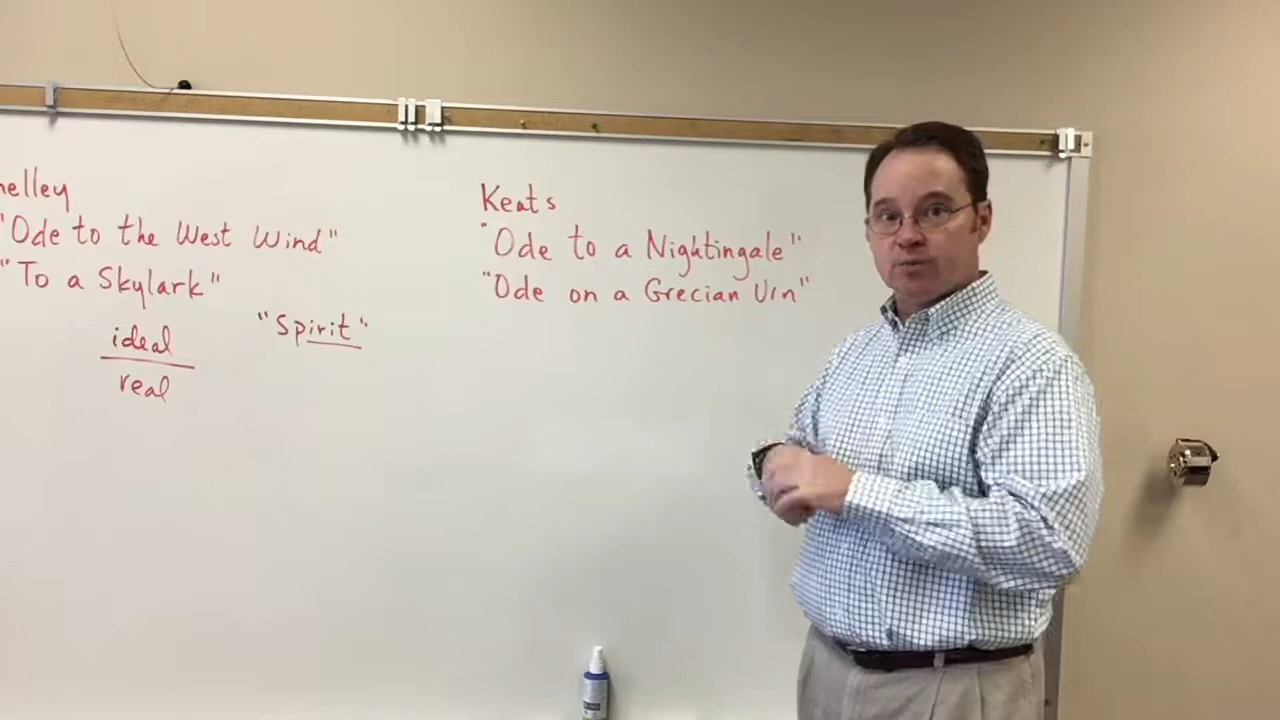 helley
"Ode to the West Wind"
"To a Skylark"
ideal
real
"Spirit"
Keats
"Ode to a Nightingale"
"Ode on a Grecian Urn"